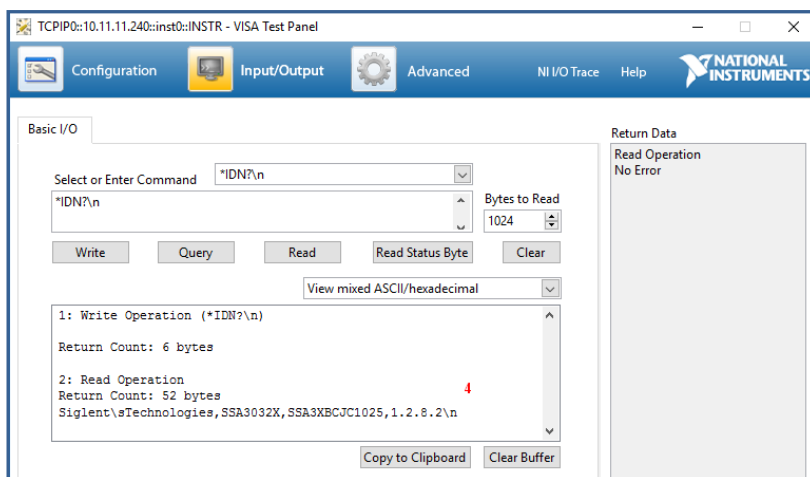 TCPIP0::10.11.11.240::inst0::INSTR - VISA Test Panel
Configuration Input/Output Advanced NI I/O Trace Help NATIONAL INSTRUMENTS
Basic I/O
Return Data
Select or Enter Command *IDN?\n
Read Operation
No Error
*IDN?\n
Bytes to Read
1024
Write Query Read Read Status Byte Clear
View mixed ASCII/hexadecimal
1: Write Operation (*IDN?\n)
Return Count: 6 bytes
2: Read Operation
Return Count: 52 bytes
4
Siglent\sTechnologies,SSA3032X,SSA3XBCJC1025,1.2.8.2\n
Copy to Clipboard Clear Buffer